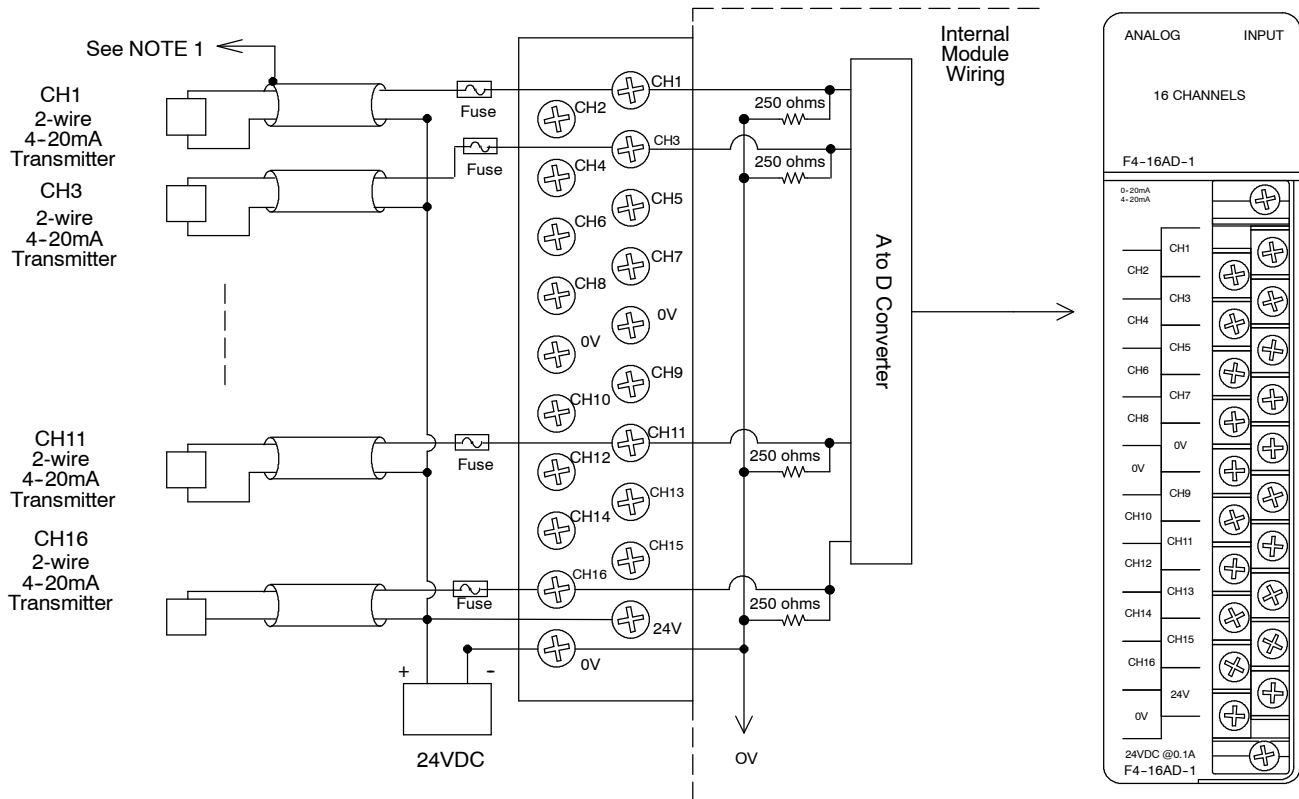 See NOTE 1
CH1
2-wire
4-20mA
Transmitter
CH3
2-wire
4-20mA
Transmitter
CH11
2-wire
4-20mA
Transmitter
CH16
2-wire
4-20mA
Transmitter
Fuse
Fuse
Fuse
Fuse
+ -
24VDC
CH1
CH2
CH3
CH4
CH5
CH6
CH7
CH8
0V
0V
CH9
CH10
CH11
CH12
CH13
CH14
CH15
CH16
24V
0V
Internal
Module
Wiring
250 ohms
250 ohms
250 ohms
250 ohms
OV
A to D Converter
ANALOG INPUT
16 CHANNELS
F4-16AD-1
0-20mA
4-20mA
CH1
CH2
CH3
CH4
CH5
CH6
CH7
CH8
0V
0V
CH9
CH10
CH11
CH12
CH13
CH14
CH15
CH16
24V
0V
24VDC @0.1A
F4-16AD-1